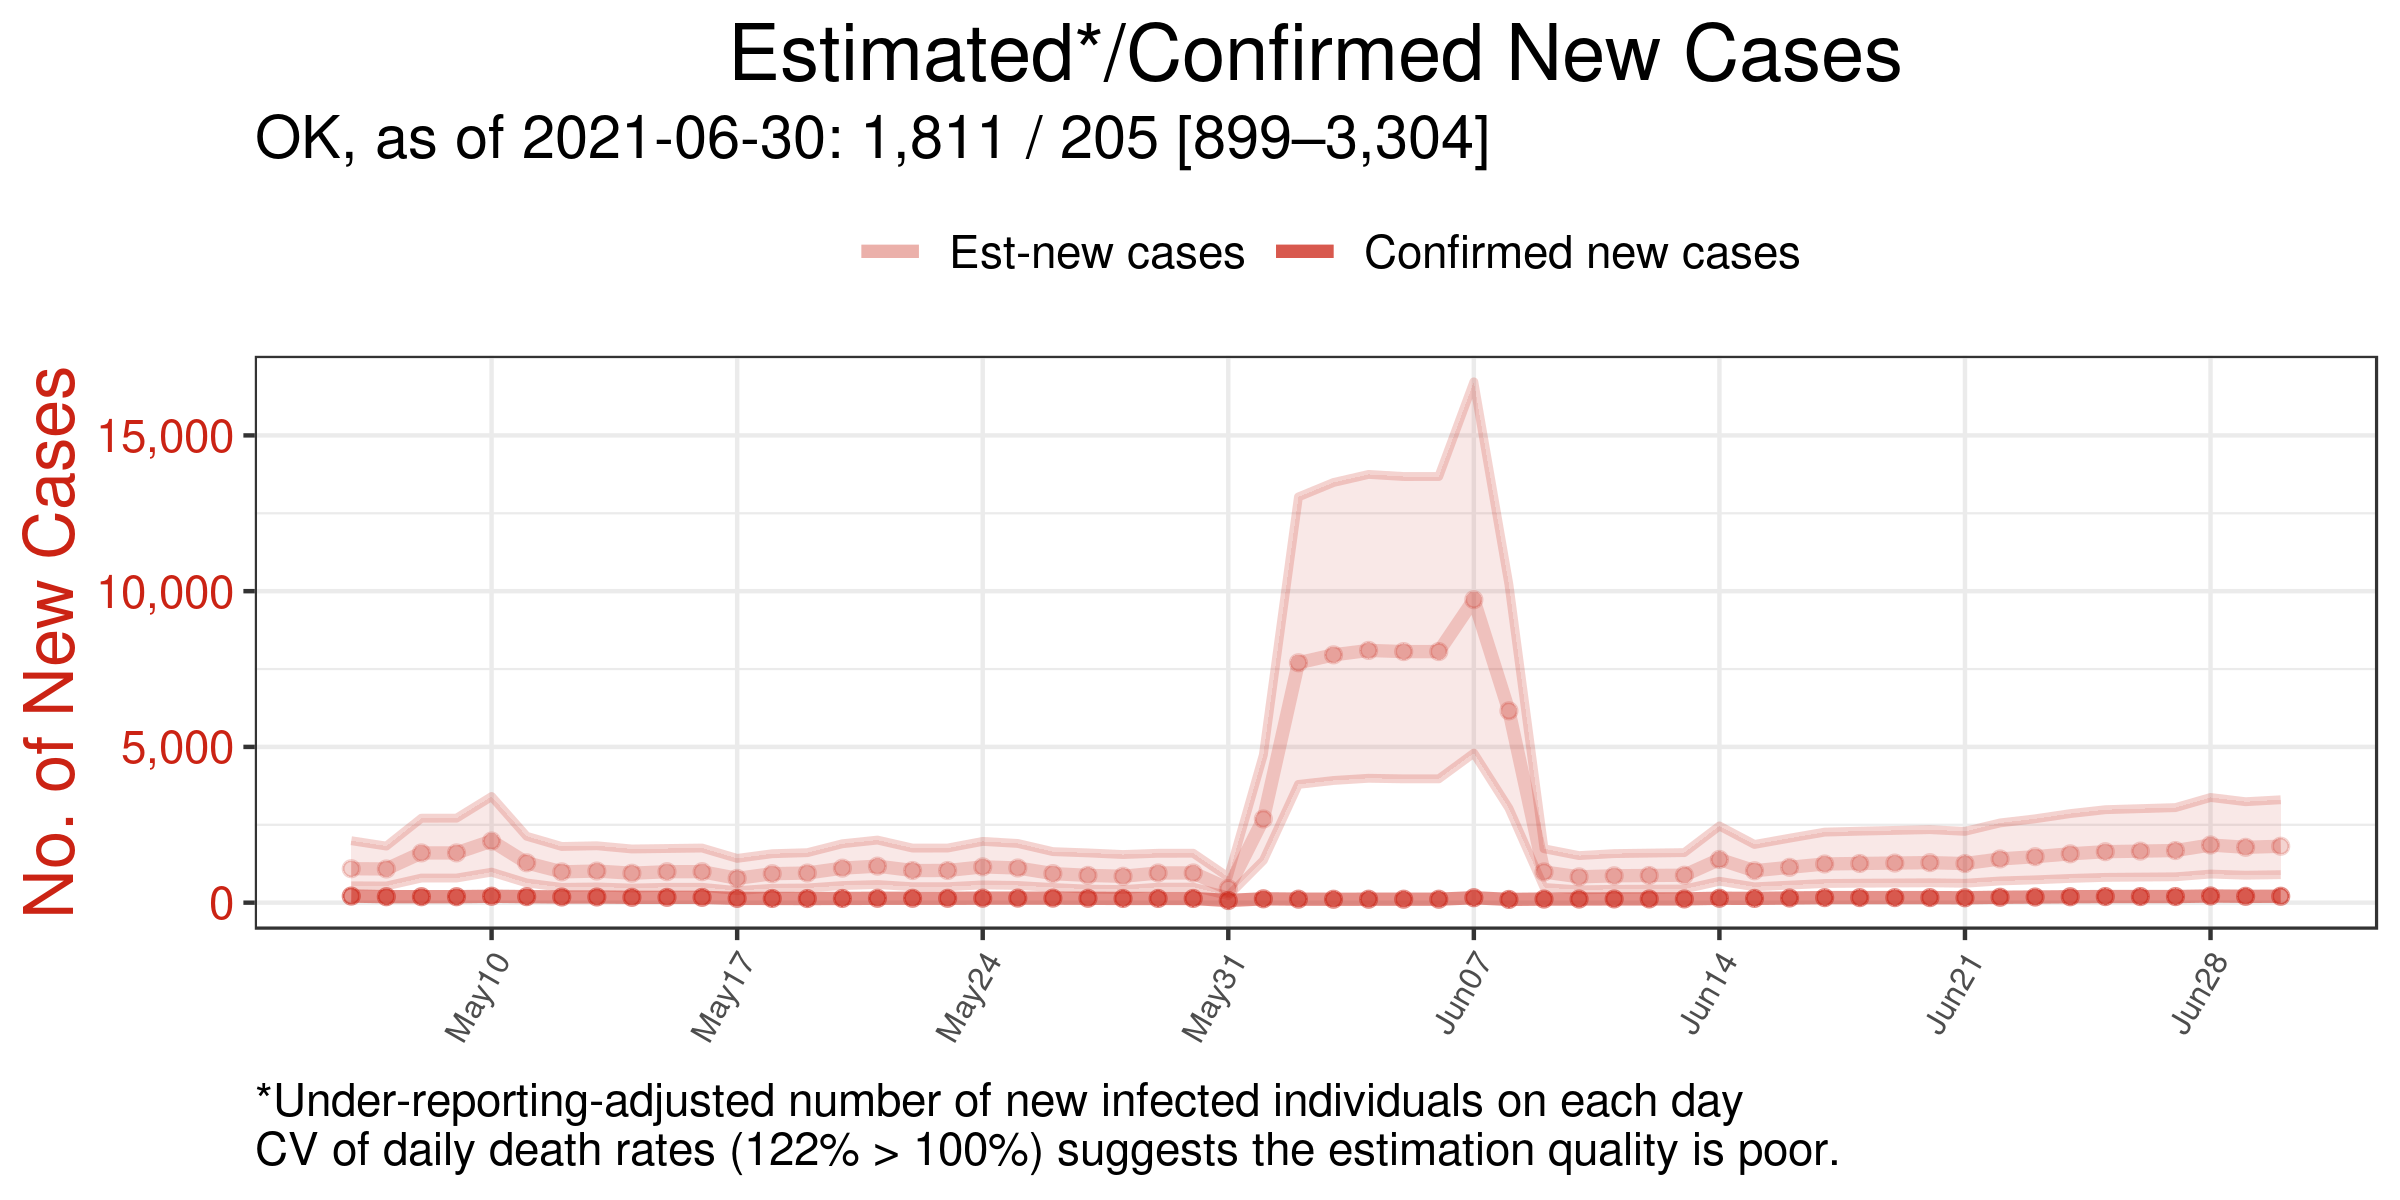 Estimated*/Confirmed New Cases
OK, as of 2021-06-30: 1,811 / 205 [899–3,304]
Est-new cases
Confirmed new cases
No. of New Cases
15,000
10,000
5,000
0
May10
May17
May24
May31
Jun07
Jun14
Jun21
Jun28
*Under-reporting-adjusted number of new infected individuals on each day
CV of daily death rates (122% > 100%) suggests the estimation quality is poor.